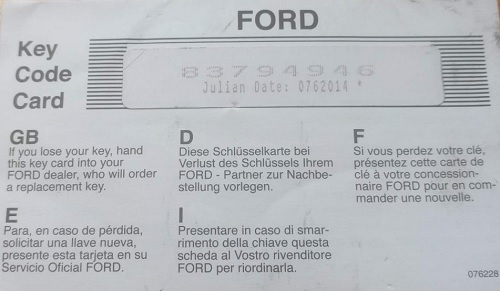 FORD
Key
Code
Card
83794946
Julian Date: 0762014 *
GB
If you lose your key, hand
this key card into your
FORD dealer, who will order
a replacement key.
D
Diese Schlüsselkarte bei
Verlust des Schlüssels Ihrem
FORD - Partner zur Nachbe-
stellung vorlegen.
F
Si vous perdez votre clé,
présentez cette carte de
clé à votre concession-
naire FORD pour en com-
mander une nouvelle.
E
Para, en caso de pérdida,
solicitar una llave nueva,
presente esta tarjeta en su
Servicio Oficial FORD.
I
Presentare in caso di smar-
rimento della chiave questa
scheda al Vostro rivenditore
FORD per riordinarla.
076228